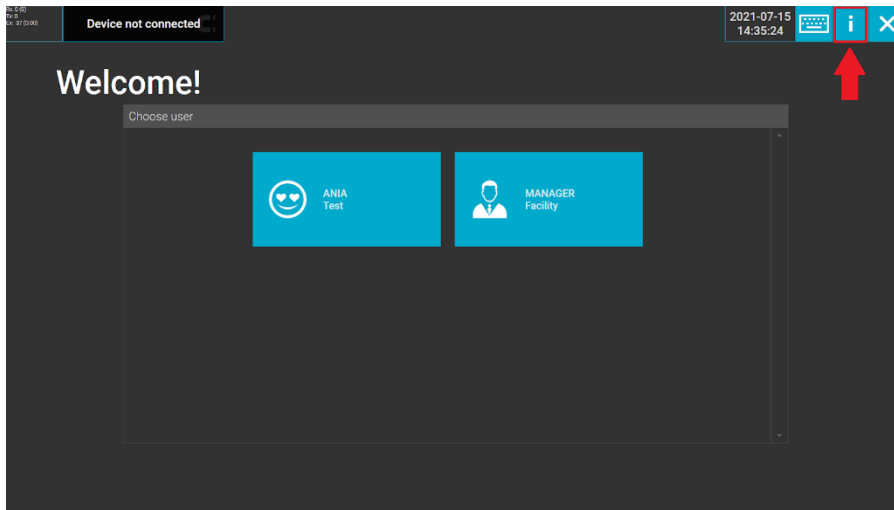 Device not connected
2021-07-15
14:35:24
i
Welcome!
Choose user
ANIA
Test
MANAGER
Facility